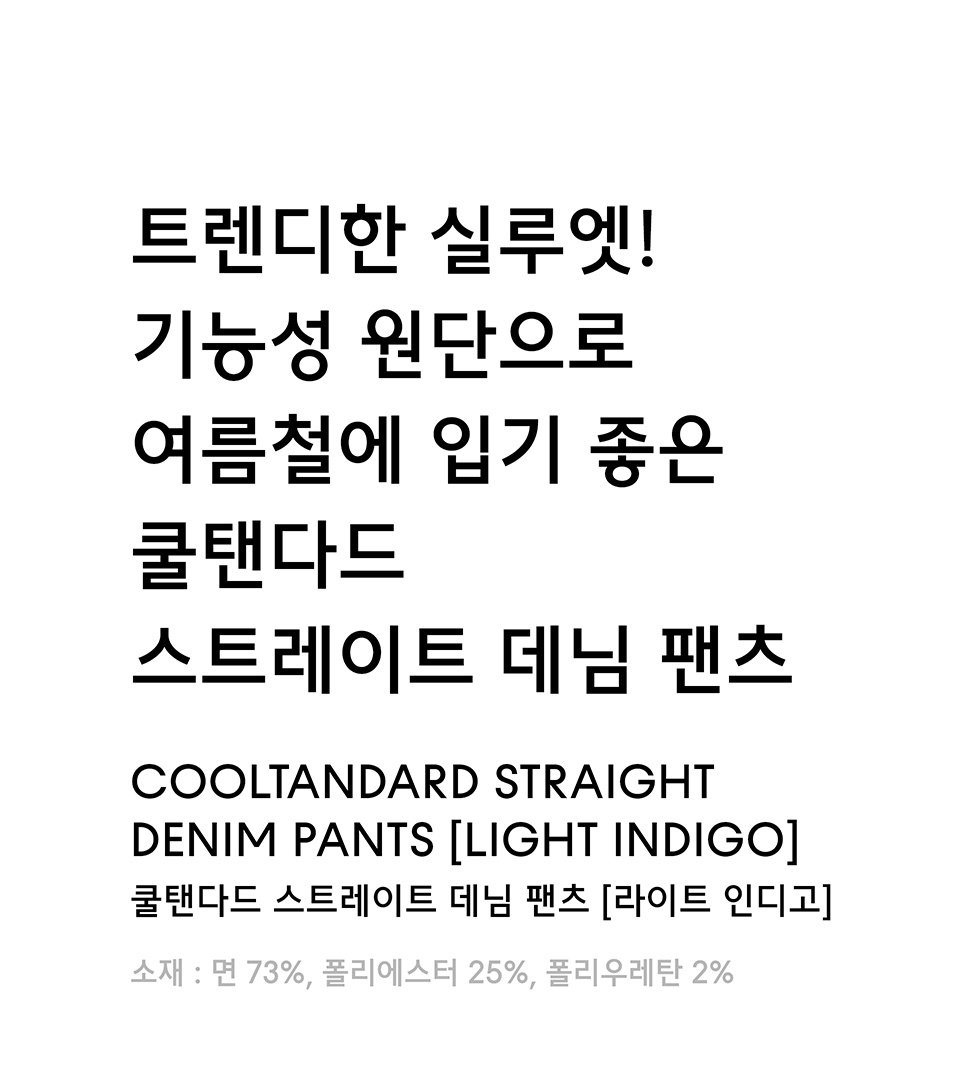 트렌디한 실루엣!
기능성 원단으로
여름철에 입기 좋은
쿨탠다드
스트레이트 데님 팬츠
COOLTANDARD STRAIGHT
DENIM PANTS [LIGHT INDIGO]
쿨탠다드 스트레이트 데님 팬츠 [라이트 인디고]
소재 : 면 73%, 폴리에스터 25%, 폴리우레탄 2%